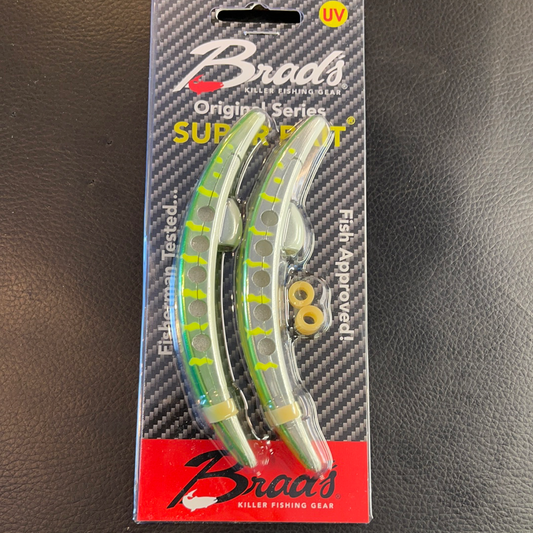 UV
Brad's®
KILLER FISHING GEAR
Original Series
SUPER BAIT®
Fisherman Tested...
Fish Approved!
Brad's®
KILLER FISHING GEAR